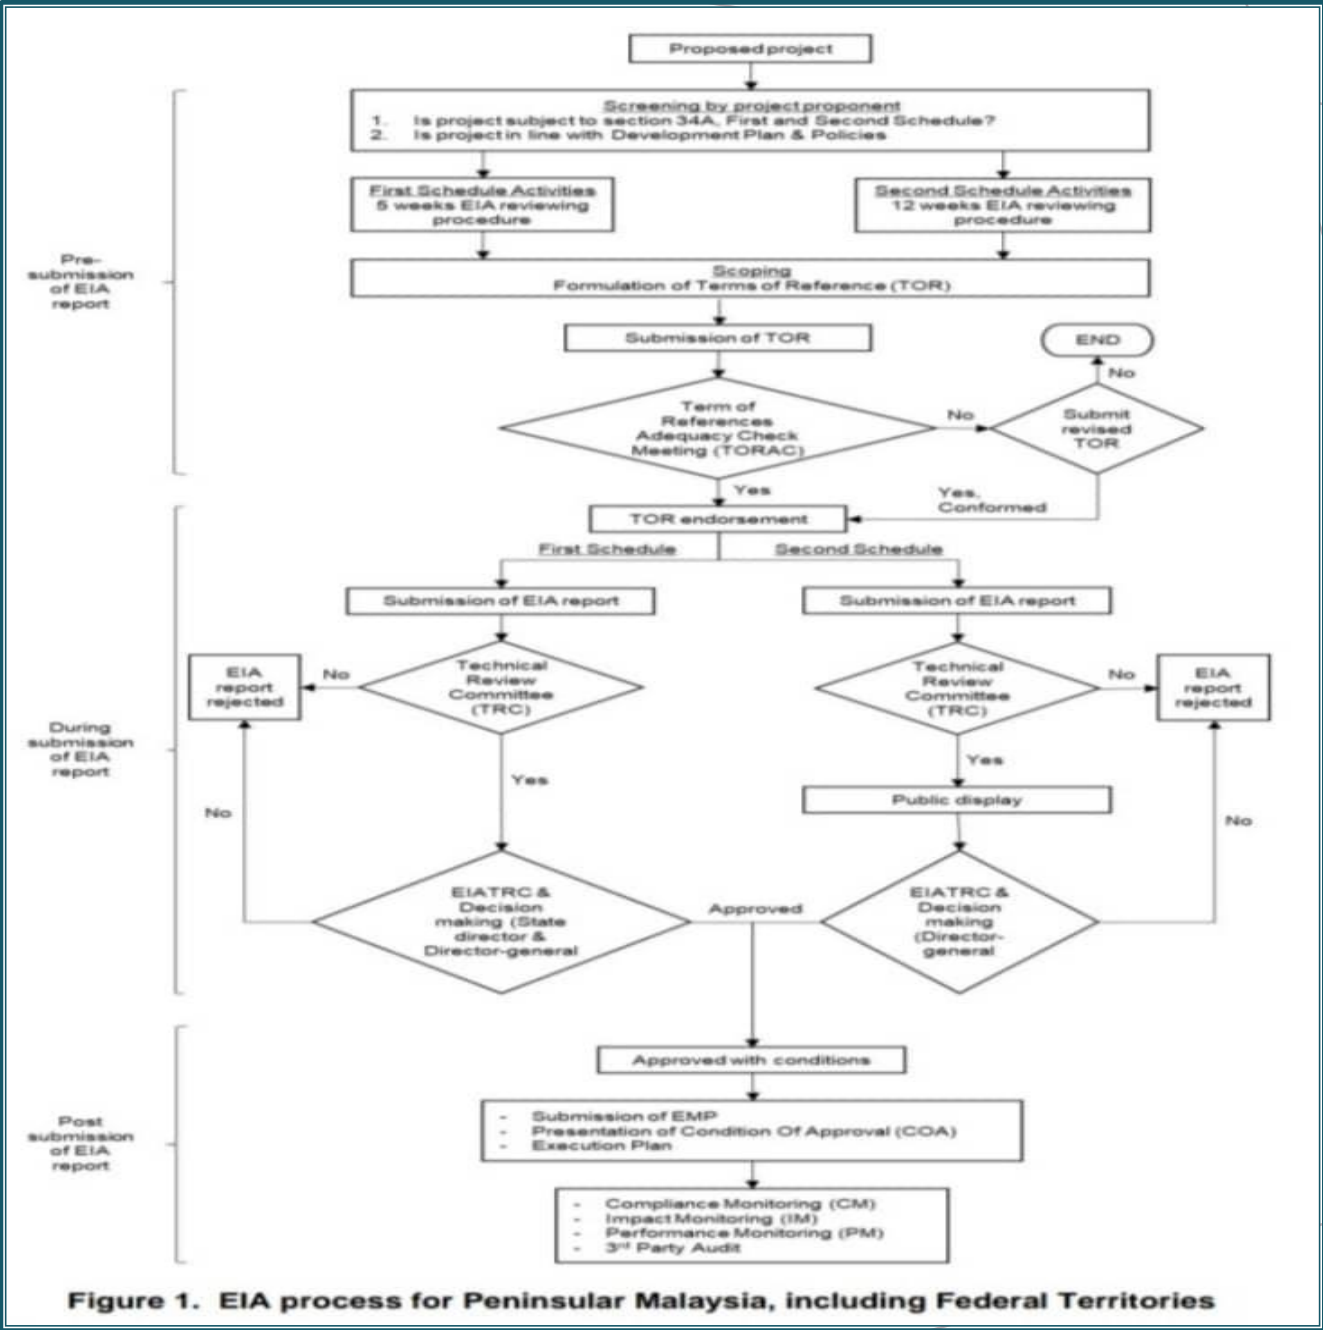 Proposed project
Screening by project proponent
1. Is project subject to section 34A, First and Second Schedule?
2. Is project in line with Development Plan & Policies
First Schedule Activities
5 weeks EIA reviewing
procedure
Second Schedule Activities
12 weeks EIA reviewing
procedure
Pre-
submission
of EIA
report
Scoping
Formulation of Terms of Reference (TOR)
Submission of TOR
END
No
Term of
References
Adequacy Check
Meeting (TORAC)
No
Submit
revised
TOR
Yes
Yes,
Conformed
TOR endorsement
First Schedule
Second Schedule
Submission of EIA report
Submission of EIA report
EIA
report
rejected
No
Technical
Review
Committee
(TRC)
Technical
Review
Committee
(TRC)
No
EIA
report
rejected
During
submission
of EIA
report
Yes
Yes
Public display
No
No
EIATRC &
Decision
making (State
director &
Director-general
Approved
EIATRC &
Decision
making
(Director-
general
Approved with conditions
Post
submission
of EIA
report
- Submission of EMP
- Presentation of Condition Of Approval (COA)
- Execution Plan
- Compliance Monitoring (CM)
- Impact Monitoring (IM)
- Performance Monitoring (PM)
- 3rd Party Audit
Figure 1. EIA process for Peninsular Malaysia, including Federal Territories